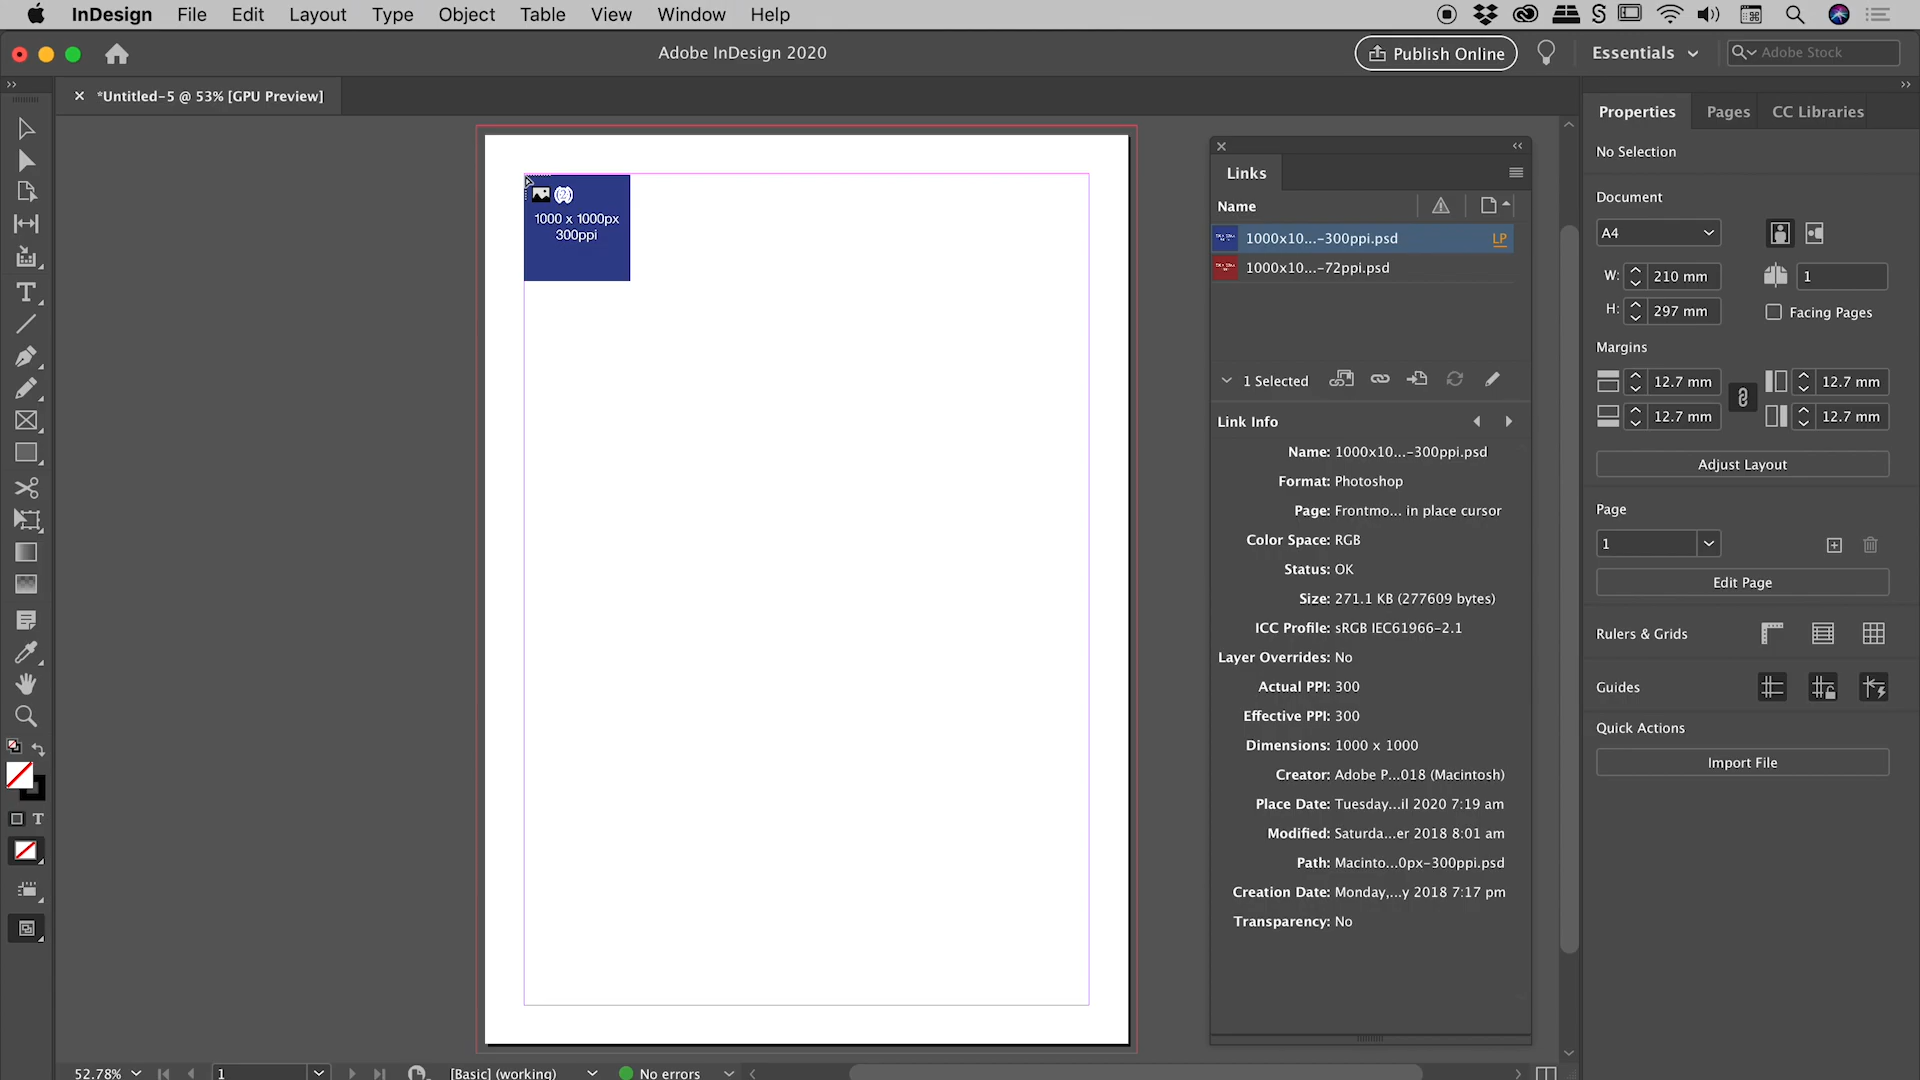 InDesign File Edit Layout Type Object Table View Window Help
Adobe InDesign 2020
Publish Online
Essentials
Adobe Stock
*Untitled-5 @ 53% [GPU Preview]
1000 x 1000px
300ppi
Links
Name
1000x10...-300ppi.psd LP
1000x10...-72ppi.psd
1 Selected
Link Info
Name: 1000x10...-300ppi.psd
Format: Photoshop
Page: Frontmo... in place cursor
Color Space: RGB
Status: OK
Size: 271.1 KB (277609 bytes)
ICC Profile: sRGB IEC61966-2.1
Layer Overrides: No
Actual PPI: 300
Effective PPI: 300
Dimensions: 1000 x 1000
Creator: Adobe P...018 (Macintosh)
Place Date: Tuesday,...il 2020 7:19 am
Modified: Saturda...er 2018 8:01 am
Path: Macinto...0px-300ppi.psd
Creation Date: Monday,...y 2018 7:17 pm
Transparency: No
Properties Pages CC Libraries
No Selection
Document
A4
W: 210 mm 1
H: 297 mm Facing Pages
Margins
12.7 mm 12.7 mm
12.7 mm 12.7 mm
Adjust Layout
Page
1
Edit Page
Rulers & Grids
Guides
Quick Actions
Import File
52.78% 1 [Basic] (working) No errors